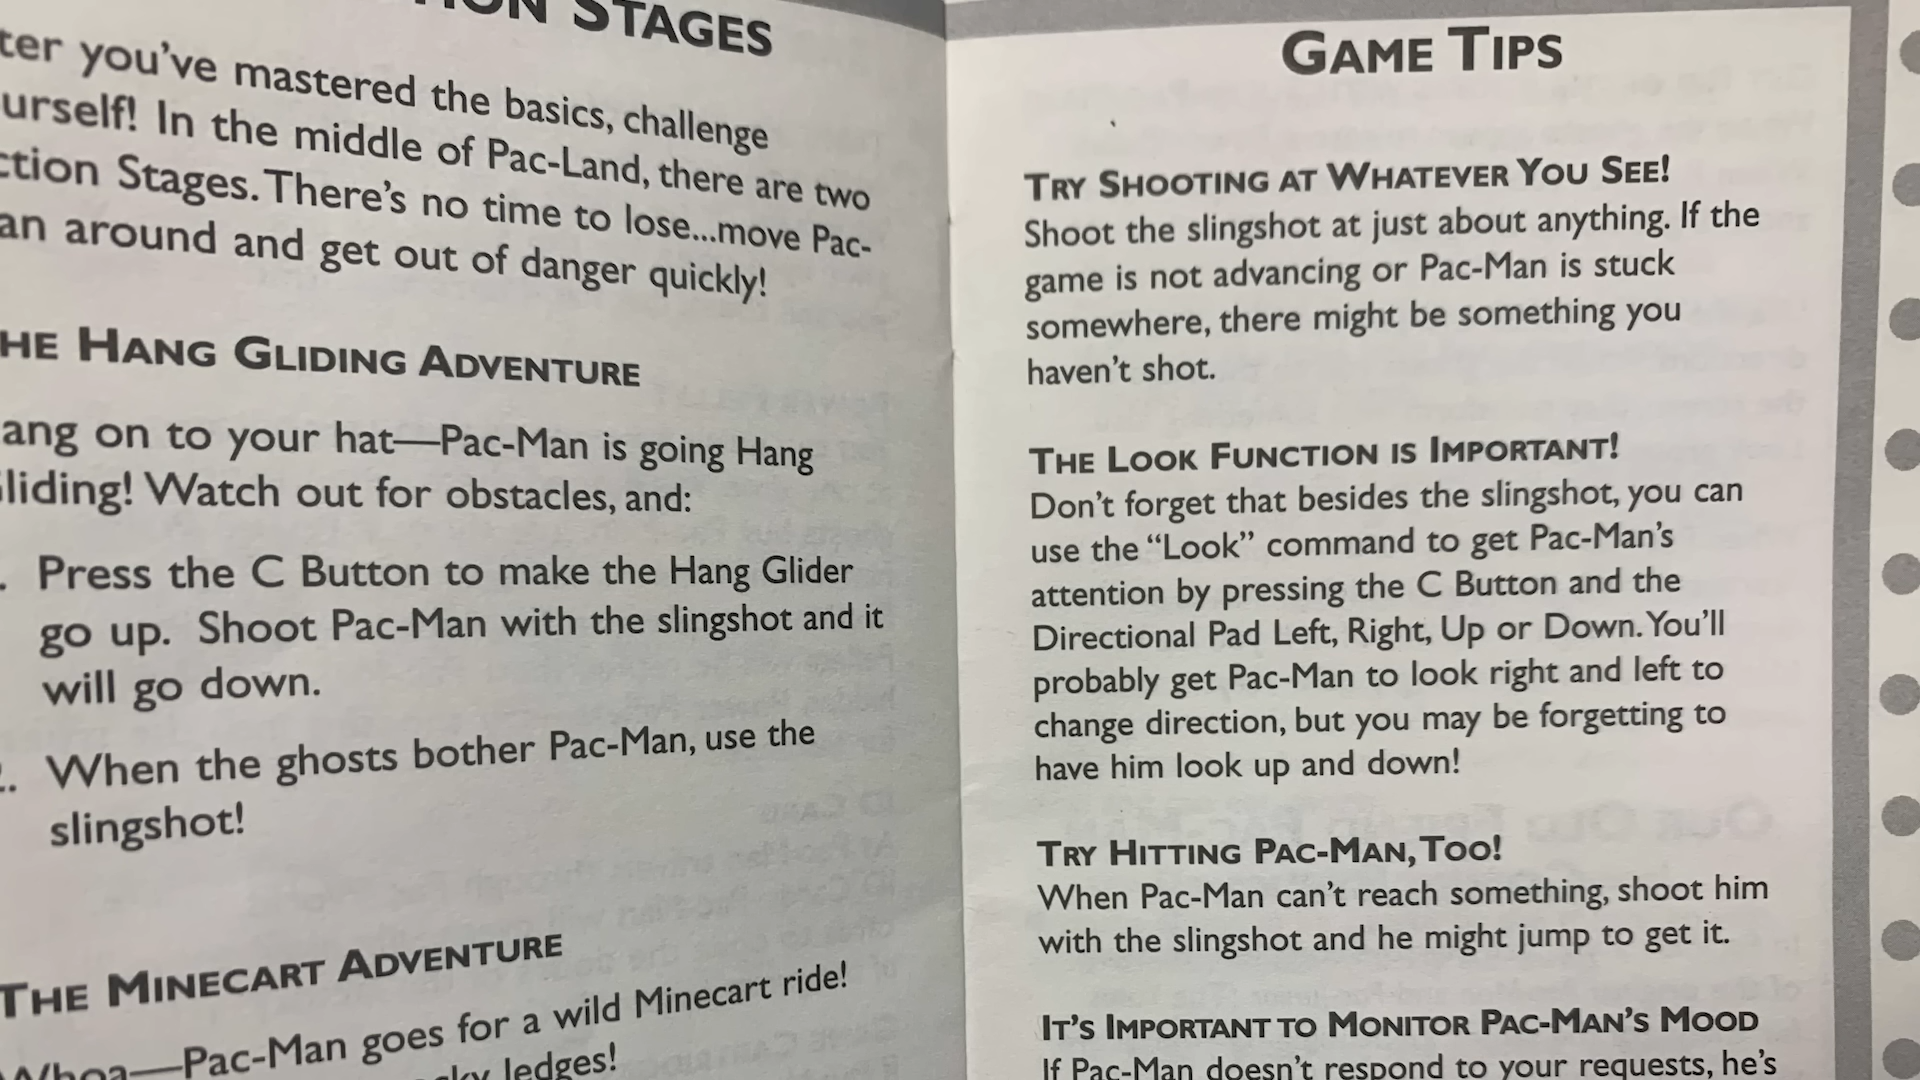 STAGES
you've mastered the basics, challenge
In the middle of Pac-Land, there are two
Stages. There's no time to lose...move Pac-
around and get out of danger quickly!
HANG GLIDING ADVENTURE
on to your hat—Pac-Man is going Hang
Watch out for obstacles, and:
Press the C Button to make the Hang Glider
go up. Shoot Pac-Man with the slingshot and it
will go down.
When the ghosts bother Pac-Man, use the
slingshot!
THE MINECART ADVENTURE
Whoa—Pac-Man goes for a wild Minecart ride!
ledges!
GAME TIPS
TRY SHOOTING AT WHATEVER YOU SEE!
Shoot the slingshot at just about anything. If the
game is not advancing or Pac-Man is stuck
somewhere, there might be something you
haven't shot.
THE LOOK FUNCTION IS IMPORTANT!
Don't forget that besides the slingshot, you can
use the "Look" command to get Pac-Man's
attention by pressing the C Button and the
Directional Pad Left, Right, Up or Down. You'll
probably get Pac-Man to look right and left to
change direction, but you may be forgetting to
have him look up and down!
TRY HITTING PAC-MAN, TOO!
When Pac-Man can't reach something, shoot him
with the slingshot and he might jump to get it.
IT'S IMPORTANT TO MONITOR PAC-MAN'S MOOD
If Pac-Man doesn't respond to your requests, he's